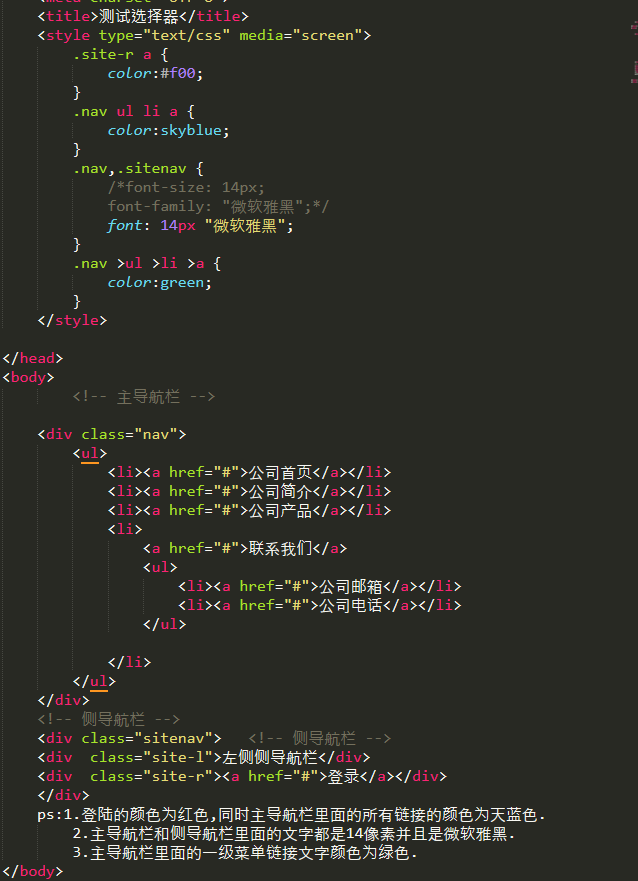 <title>测试选择器</title>
<style type="text/css" media="screen">
.site-r a {
color:#f00;
}
.nav ul li a {
color:skyblue;
}
.nav,.sitenav {
/*font-size: 14px;
font-family: "微软雅黑";*/
font: 14px "微软雅黑";
}
.nav >ul >li >a {
color:green;
}
</style>
</head>
<body>
<!-- 主导航栏 -->
<div class="nav">
<ul>
<li><a href="#">公司首页</a></li>
<li><a href="#">公司简介</a></li>
<li><a href="#">公司产品</a></li>
<li>
<a href="#">联系我们</a>
<ul>
<li><a href="#">公司邮箱</a></li>
<li><a href="#">公司电话</a></li>
</ul>
</li>
</ul>
</div>
<!-- 侧导航栏 -->
<div class="sitenav">   <!-- 侧导航栏 -->
<div  class="site-l">左侧侧导航栏</div>
<div  class="site-r"><a href="#">登录</a></div>
</div>
ps:1.登陆的颜色为红色,同时主导航栏里面的所有链接的颜色为天蓝色.
2.主导航栏和侧导航栏里面的文字都是14像素并且是微软雅黑.
3.主导航栏里面的一级菜单链接文字颜色为绿色.
</body>